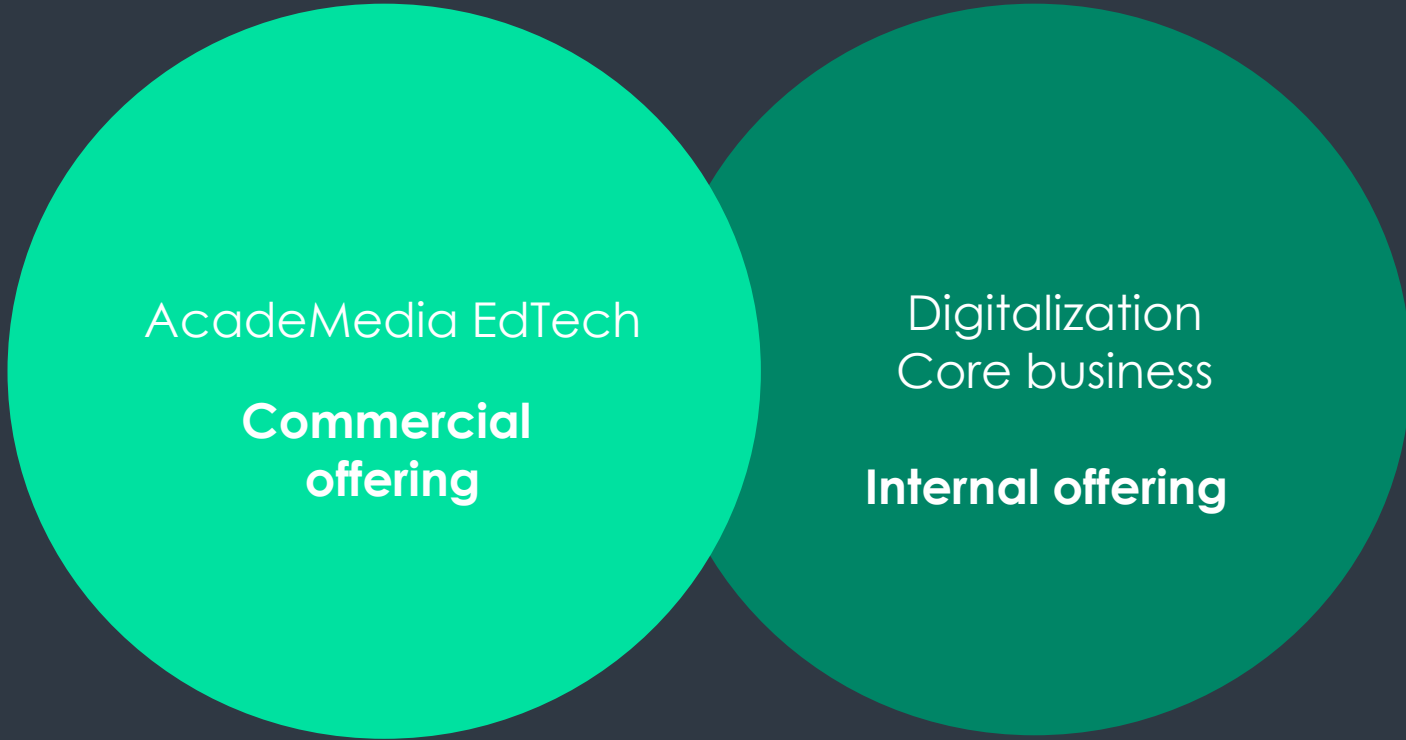 AcadeMedia EdTech
Commercial
offering
Digitalization
Core business
Internal offering